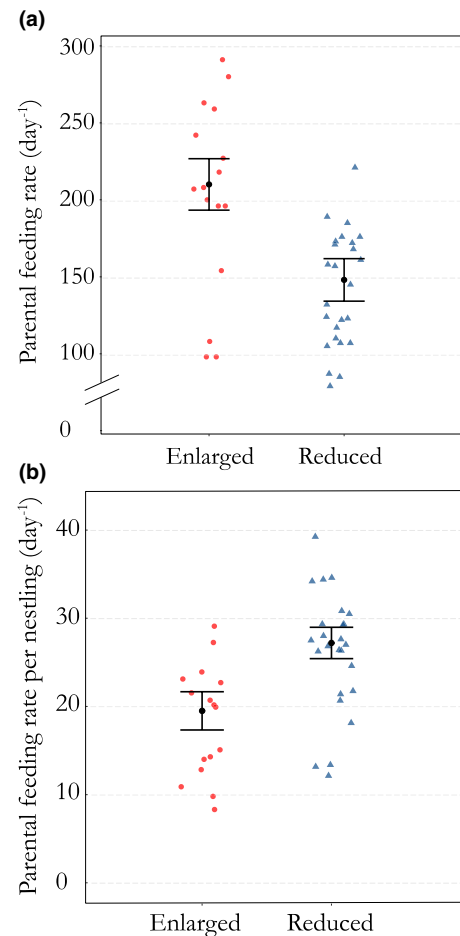 (a)
Parental feeding rate (day⁻¹)
300
250
200
150
100
0
Enlarged Reduced
(b)
Parental feeding rate per nestling (day⁻¹)
40
30
20
10
0
Enlarged Reduced